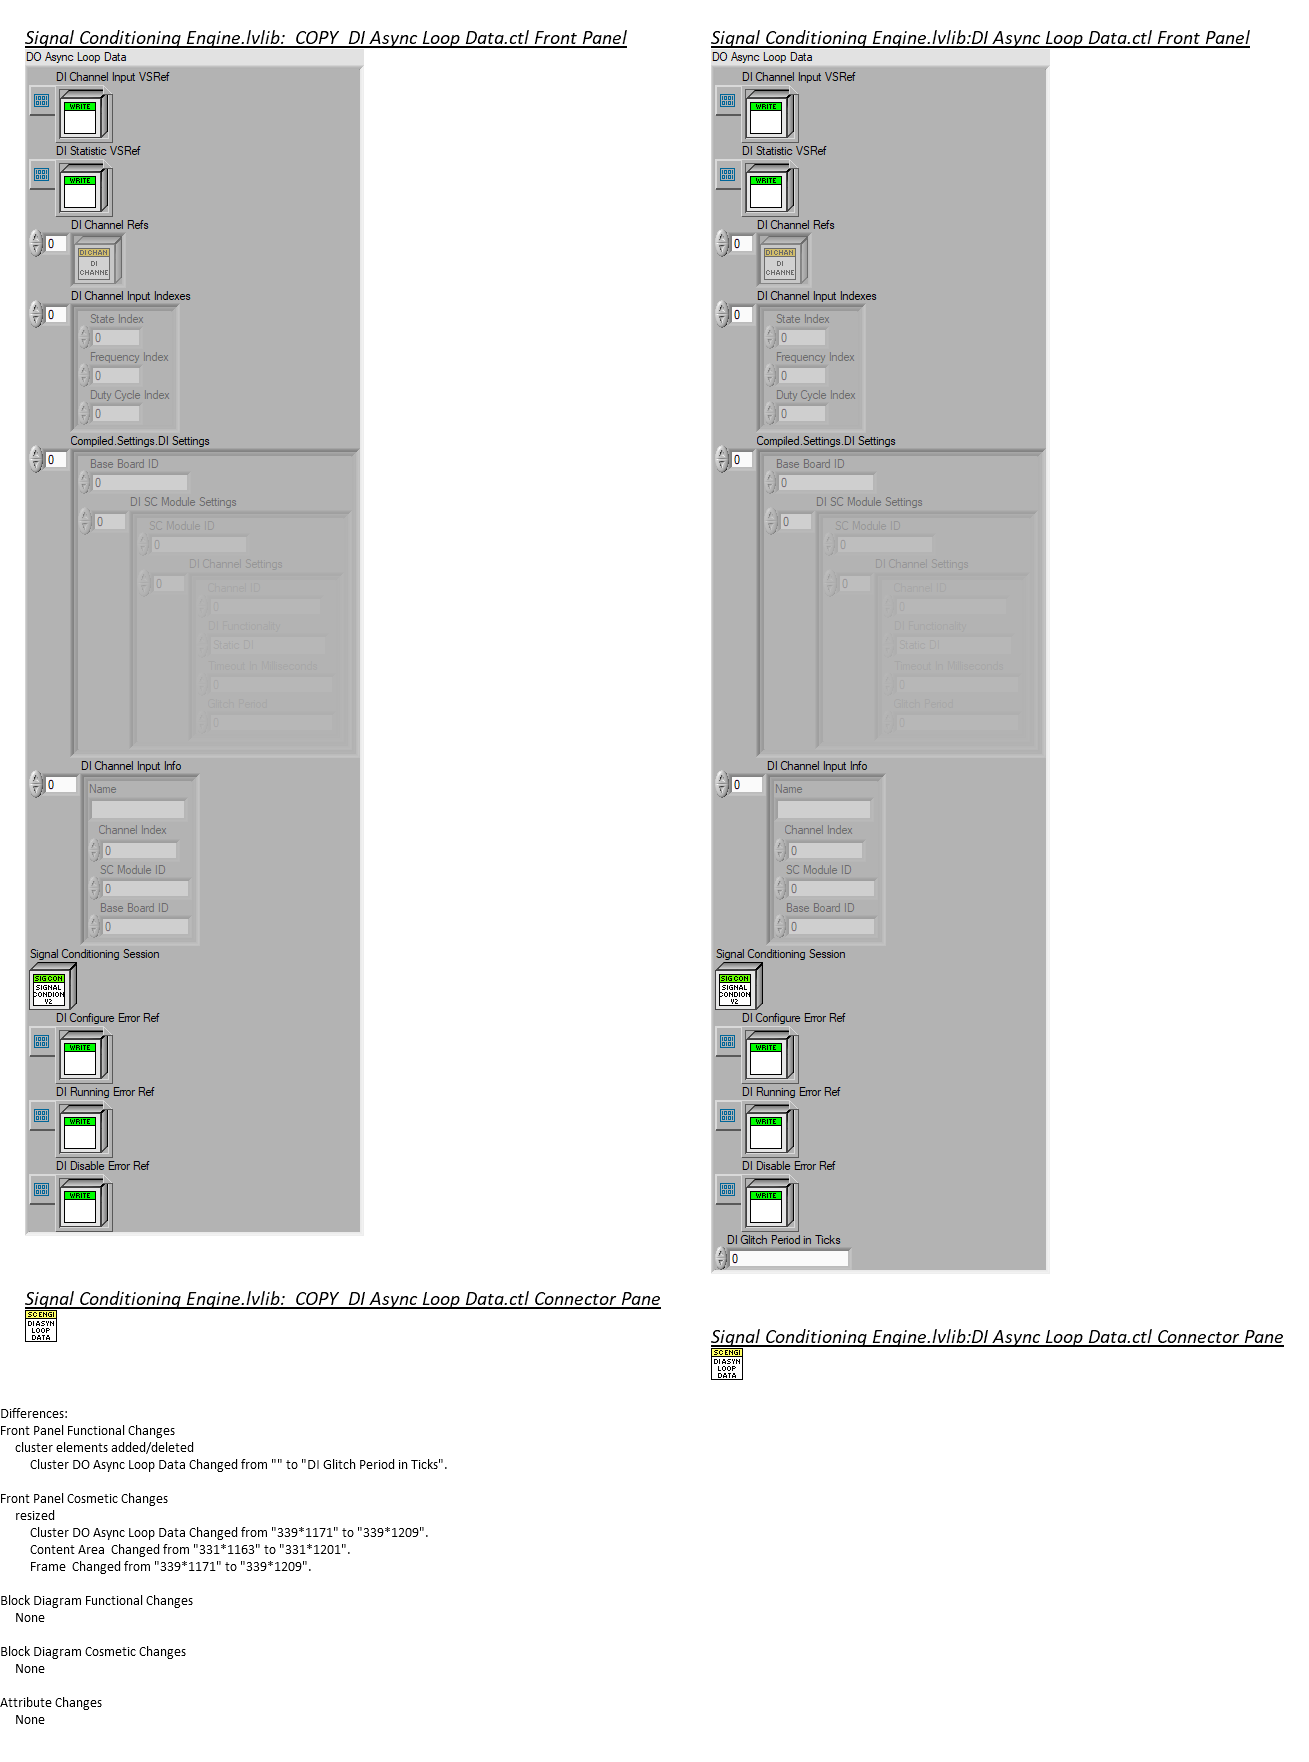 Signal Conditioning Engine.lvlib:  COPY  DI Async Loop Data.ctl Front Panel
DO Async Loop Data
DI Channel Input VSRef
WRITE
DI Statistic VSRef
WRITE
DI Channel Refs
0
DI CHAN
DI
CHANNE
DI Channel Input Indexes
0
State Index
0
Frequency Index
0
Duty Cycle Index
0
Compiled.Settings.DI Settings
0
Base Board ID
0
DI SC Module Settings
0
SC Module ID
0
DI Channel Settings
0
Channel ID
0
DI Functionality
Static DI
Timeout In Milliseconds
0
Glitch Period
0
DI Channel Input Info
0
Name
Channel Index
0
SC Module ID
0
Base Board ID
0
Signal Conditioning Session
SIGCON
SIGNAL
CONDION
V2
DI Configure Error Ref
WRITE
DI Running Error Ref
WRITE
DI Disable Error Ref
WRITE
Signal Conditioning Engine.lvlib:  COPY  DI Async Loop Data.ctl Connector Pane
SC ENGI
DI ASYN
LOOP
DATA
Signal Conditioning Engine.lvlib:DI Async Loop Data.ctl Front Panel
DO Async Loop Data
DI Channel Input VSRef
WRITE
DI Statistic VSRef
WRITE
DI Channel Refs
0
DI CHAN
DI
CHANNE
DI Channel Input Indexes
0
State Index
0
Frequency Index
0
Duty Cycle Index
0
Compiled.Settings.DI Settings
0
Base Board ID
0
DI SC Module Settings
0
SC Module ID
0
DI Channel Settings
0
Channel ID
0
DI Functionality
Static DI
Timeout In Milliseconds
0
Glitch Period
0
DI Channel Input Info
0
Name
Channel Index
0
SC Module ID
0
Base Board ID
0
Signal Conditioning Session
SIGCON
SIGNAL
CONDION
V2
DI Configure Error Ref
WRITE
DI Running Error Ref
WRITE
DI Disable Error Ref
WRITE
DI Glitch Period in Ticks
0
Signal Conditioning Engine.lvlib:DI Async Loop Data.ctl Connector Pane
SC ENGI
DI ASYN
LOOP
DATA
Differences:
Front Panel Functional Changes
cluster elements added/deleted
Cluster DO Async Loop Data Changed from "" to "DI Glitch Period in Ticks".
Front Panel Cosmetic Changes
resized
Cluster DO Async Loop Data Changed from "339*1171" to "339*1209".
Content Area  Changed from "331*1163" to "331*1201".
Frame  Changed from "339*1171" to "339*1209".
Block Diagram Functional Changes
None
Block Diagram Cosmetic Changes
None
Attribute Changes
None